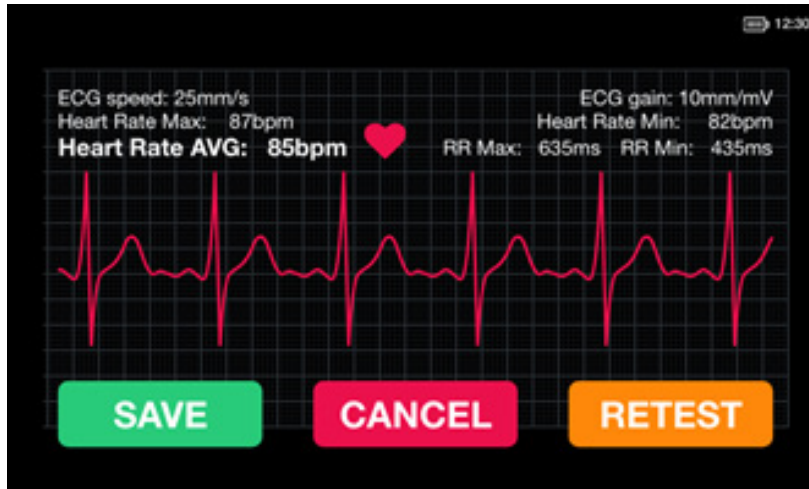 12:30
ECG speed: 25mm/s ECG gain: 10mm/mV
Heart Rate Max: 87bpm Heart Rate Min: 82bpm
Heart Rate AVG: 85bpm RR Max: 635ms RR Min: 435ms
SAVE CANCEL RETEST